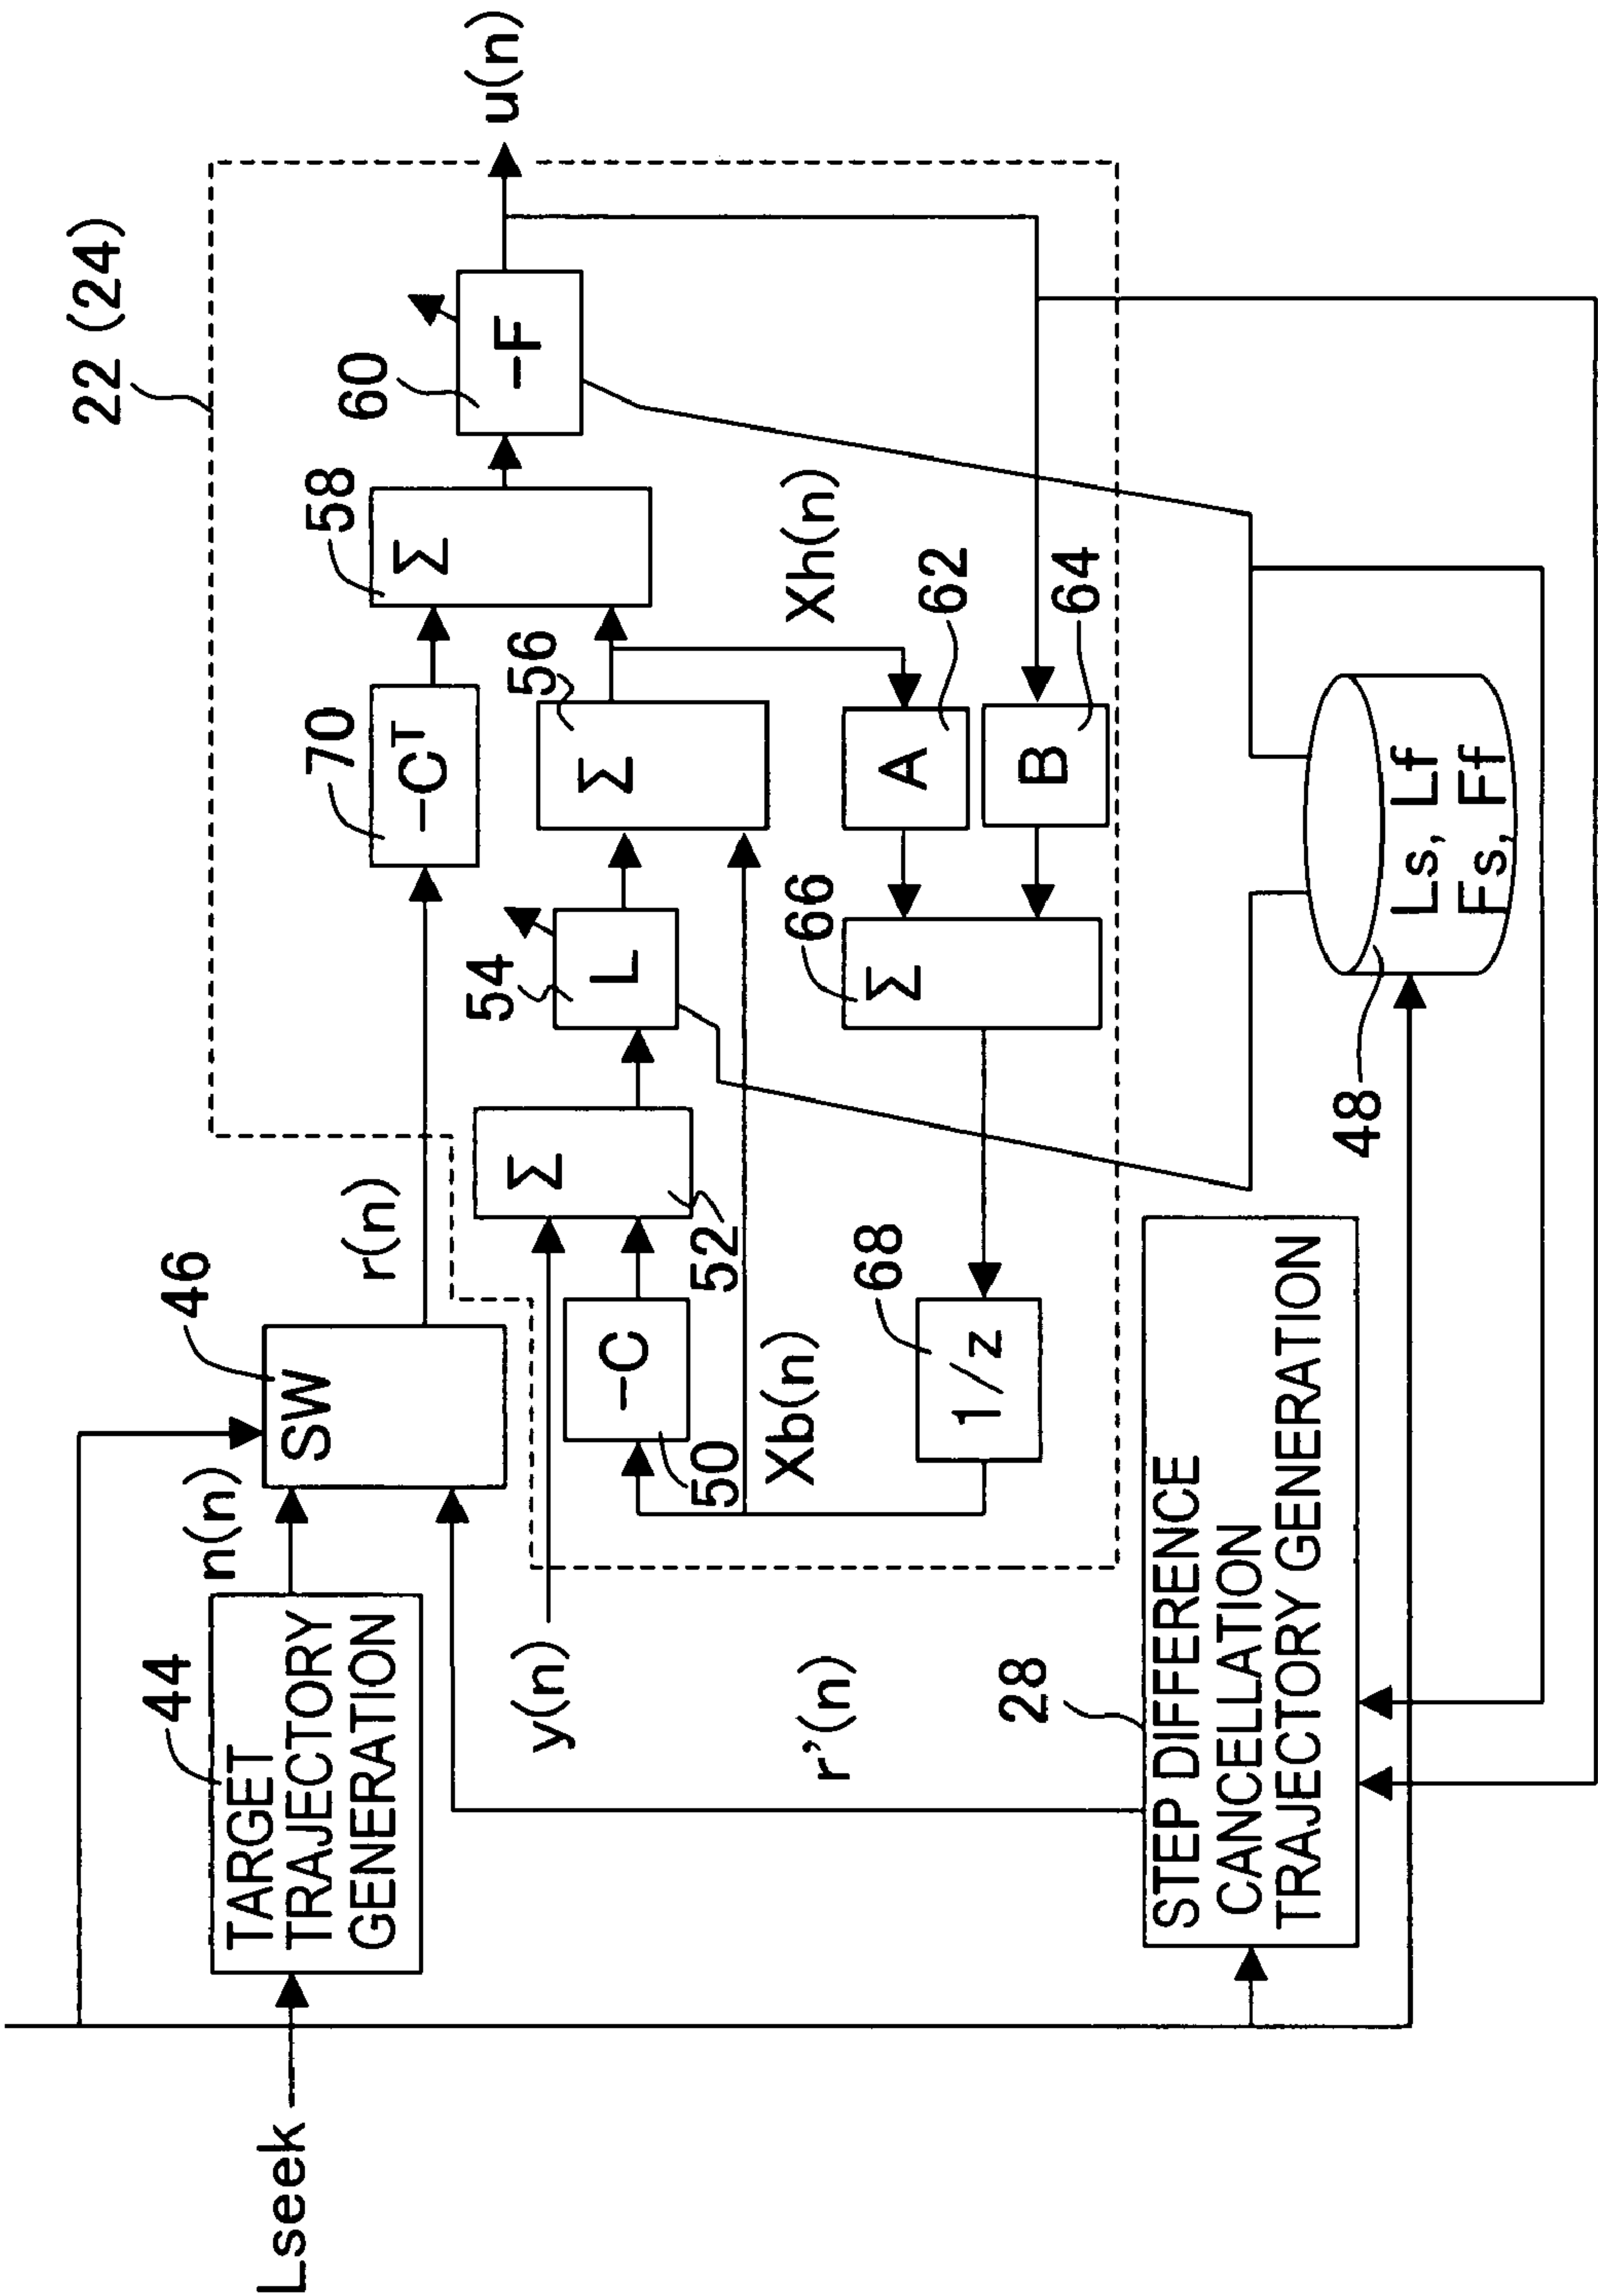 22 (24)
Lseek
44
TARGET
TRAJECTORY
GENERATION
n(n)
46
SW
r(n)
70
-Cᵀ
58
Σ
60
-F
u(n)
y(n)
50
-C
52
Σ
54
L
56
Σ
Xh(n)
Xb(n)
A
62
B
64
66
Σ
68
1/z
r'(n)
28
STEP DIFFERENCE
CANCELLATION
TRAJECTORY GENERATION
48
Ls, Lf
Fs, Ff